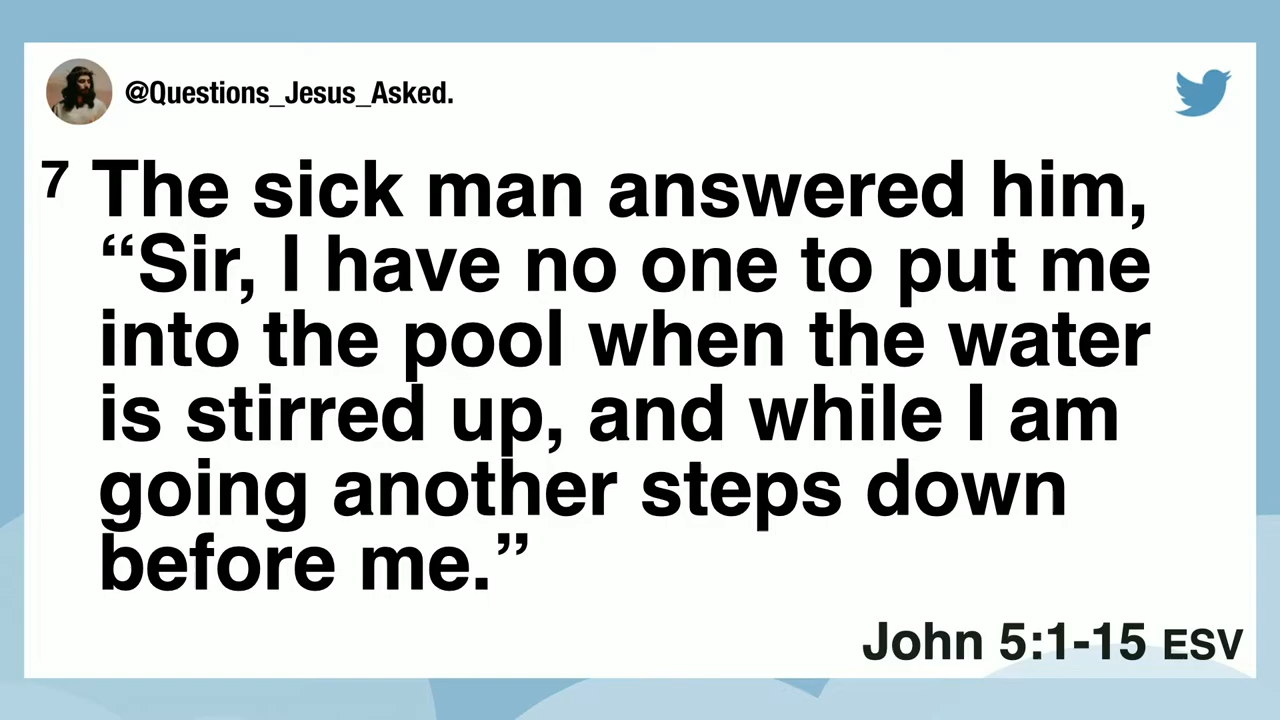 @Questions_Jesus_Asked.
7 The sick man answered him,
“Sir, I have no one to put me
into the pool when the water
is stirred up, and while I am
going another steps down
before me.”
John 5:1-15 ESV